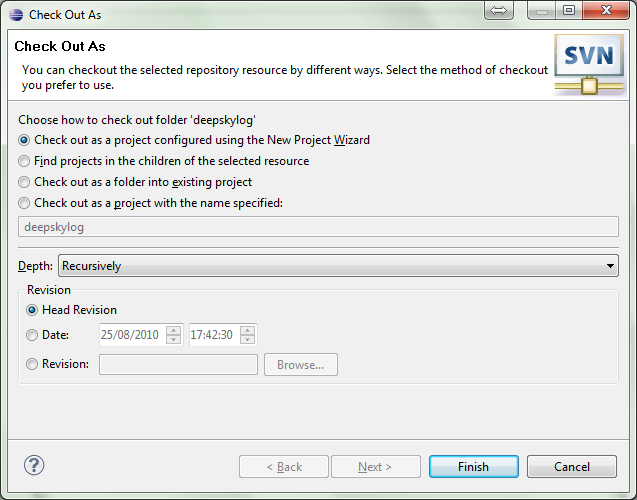 Check Out As
Check Out As
You can checkout the selected repository resource by different ways. Select the method of checkout
you prefer to use.
SVN
Choose how to check out folder 'deepskylog'
Check out as a project configured using the New Project Wizard
Find projects in the children of the selected resource
Check out as a folder into existing project
Check out as a project with the name specified:
deepskylog
Depth: Recursively
Revision
Head Revision
Date: 25/08/2010 17:42:30
Revision: Browse...
? < Back Next > Finish Cancel